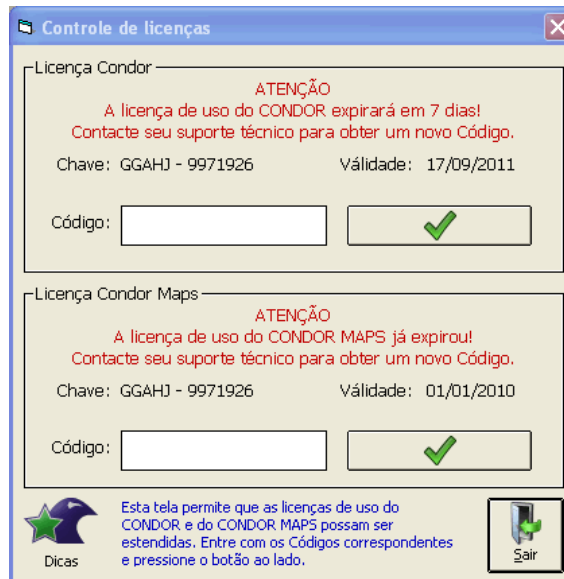 Controle de licenças
Licença Condor
ATENÇÃO
A licença de uso do CONDOR expirará em 7 dias!
Contacte seu suporte técnico para obter um novo Código.
Chave: GGAHJ - 9971926 Válidade: 17/09/2011
Código:
Licença Condor Maps
ATENÇÃO
A licença de uso do CONDOR MAPS já expirou!
Contacte seu suporte técnico para obter um novo Código.
Chave: GGAHJ - 9971926 Válidade: 01/01/2010
Código:
Esta tela permite que as licenças de uso do
CONDOR e do CONDOR MAPS possam ser
estendidas. Entre com os Códigos correspondentes
e pressione o botão ao lado.
Dicas
Sair